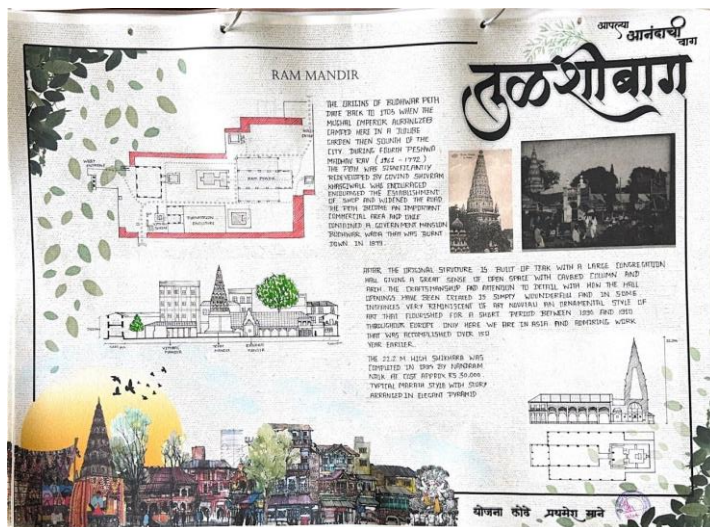 आपल्या
आनंदाची
बाग
तुळशीबाग
RAM MANDIR
THE ORIGINS OF BUDHWAR PETH
DATE BACK TO 1703 WHEN THE
MUGHAL EMPEROR AURANGZEB
CAMPED HERE IN A
GARDEN THEN SOUTH OF THE
CITY. DURING FOURTH PESHWA
MADHAV RAV (1761 - 1772)
THE PETH WAS SIGNIFICANTLY
REDEVELOPED BY GOVIND SHIVRAM
KHASGIWALE WAS ENCOURAGED
ENCOURAGED THE ESTABLISHMENT
OF SHOP AND WIDENED THE ROAD
THE PETH BECOME AN IMPORTANT
COMMERCIAL AREA AND ONCE
CONTAINED A GOVERNMENT MANSION
BUDHWAR WADA THAT WAS BURNT
DOWN IN 1879.
AFTER THE ORIGINAL STRUCTURE IS BUILT OF TEAK WITH A LARGE CONGREGATION
HALL GIVING A GREAT SENSE OF OPEN SPACE WITH CARVED COLUMN AND
ARCH THE CRAFTSMANSHIP AND ATTENTION TO DETAIL WITH HOW THE HALL
OPENINGS HAVE BEEN CREATED IS SIMPLY WOUNDERFULL AND IN SOME
INSTANCES VERY REMINISCENT OF ART NOUVEAU AN ORNAMENTAL STYLE OF
ART THAT FLOURISHED FOR A SHORT PERIOD BETWEEN 1890 AND 1910
THROUGHOUR EUROPE ONLY HERE WE ARE IN ASIA AND ADMIRING WORK
THAT WAS ACCOMPLISHED OVER 100
YEAR EARLIER.
THE 22.2 M HIGH SHIKHARA WAS
COMPLETED IN BY NANDRAM
NAIK AT COST APPROX RS 50,000
TYPICAL MARATHA STYLE WITH STORY
ARRANGED IN ELEGANT PYRAMID
योजना कोंडे प्रथमेश माने